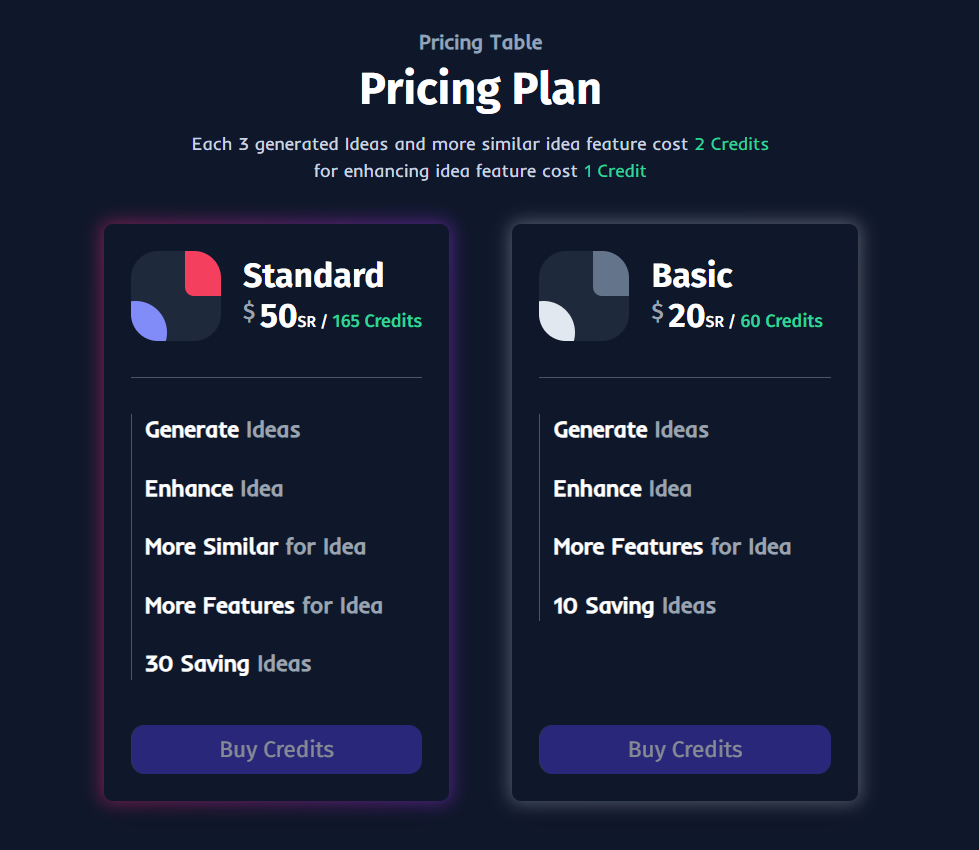 Pricing Table
Pricing Plan
Each 3 generated Ideas and more similar idea feature cost 2 Credits
for enhancing idea feature cost 1 Credit
Standard
$ 50SR / 165 Credits
Generate Ideas
Enhance Idea
More Similar for Idea
More Features for Idea
30 Saving Ideas
Buy Credits
Basic
$ 20SR / 60 Credits
Generate Ideas
Enhance Idea
More Features for Idea
10 Saving Ideas
Buy Credits